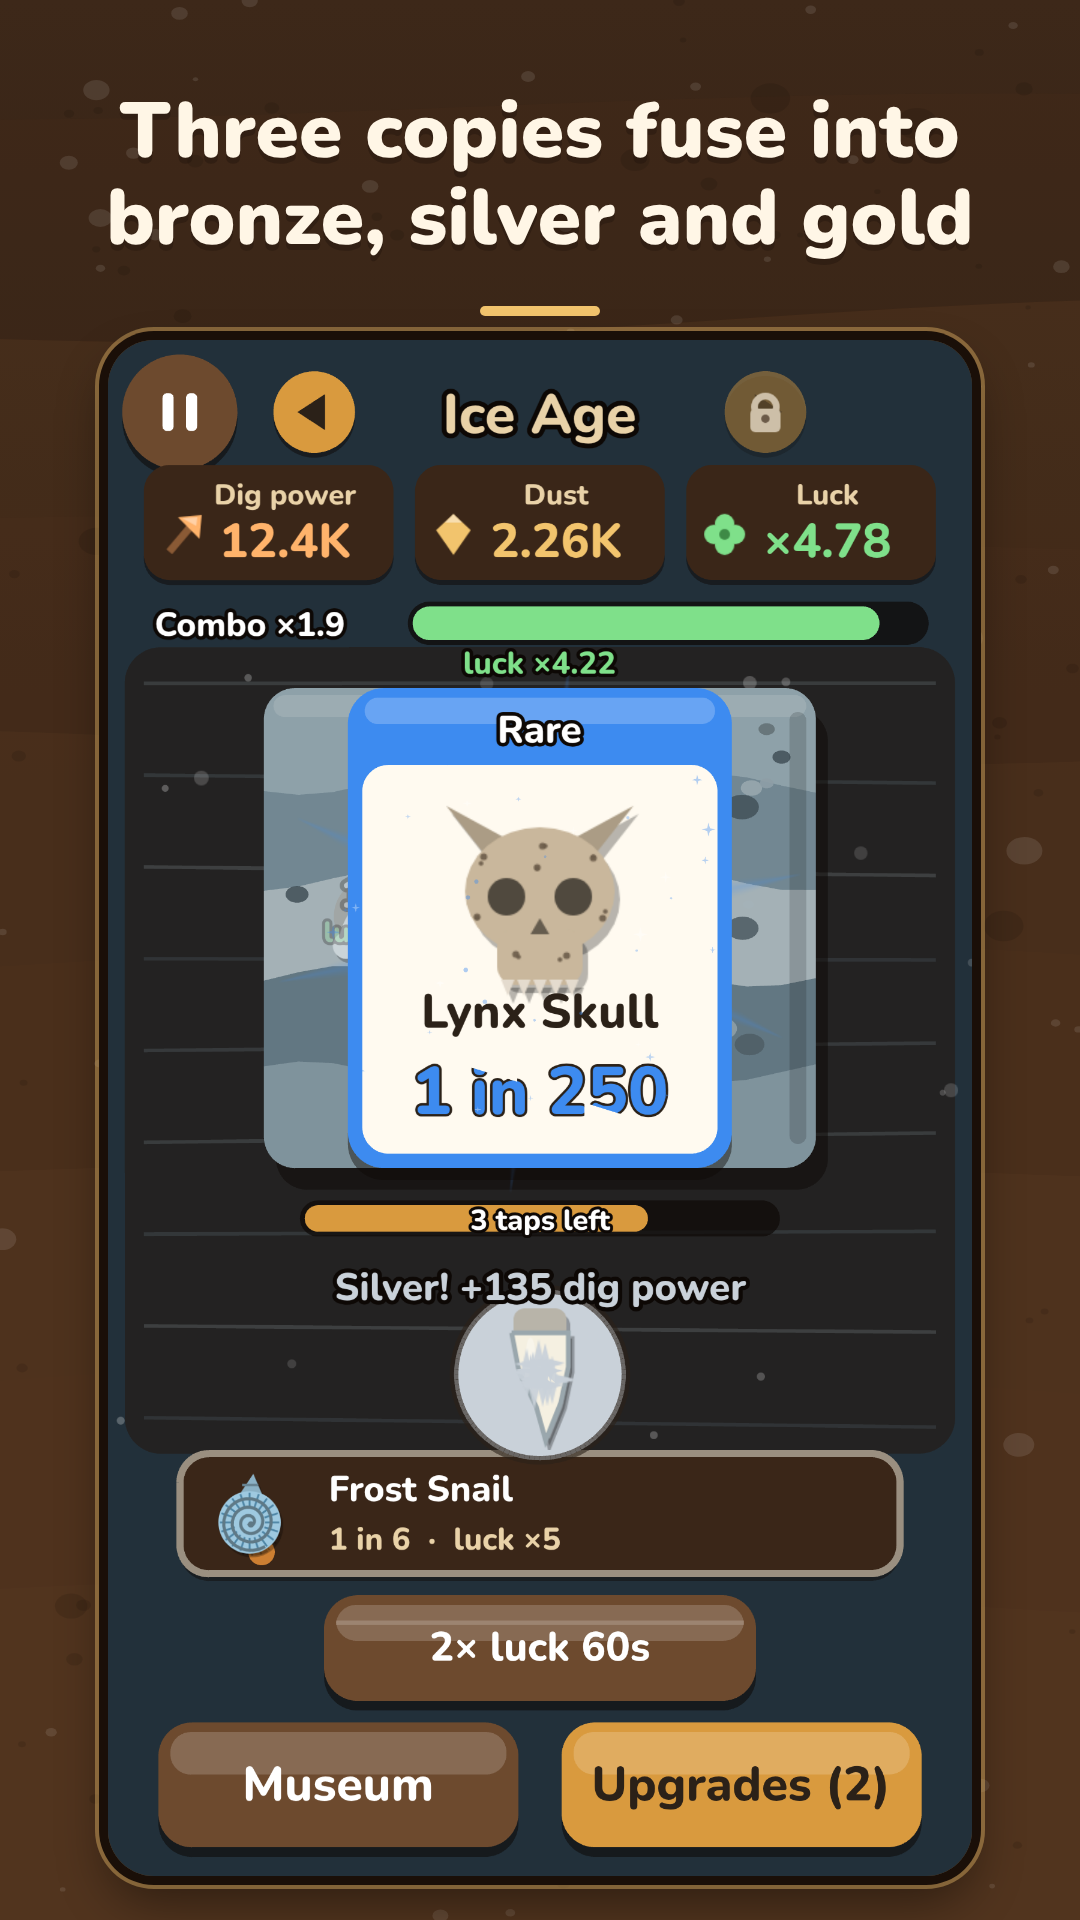 Three copies fuse into
bronze, silver and gold
Ice Age
Dig power
12.4K
Dust
2.26K
Luck
×4.78
Combo ×1.9
luck ×4.22
Rare
Lynx Skull
1 in 250
3 taps left
Silver! +135 dig power
Frost Snail
1 in 6 · luck ×5
2× luck 60s
Museum
Upgrades (2)